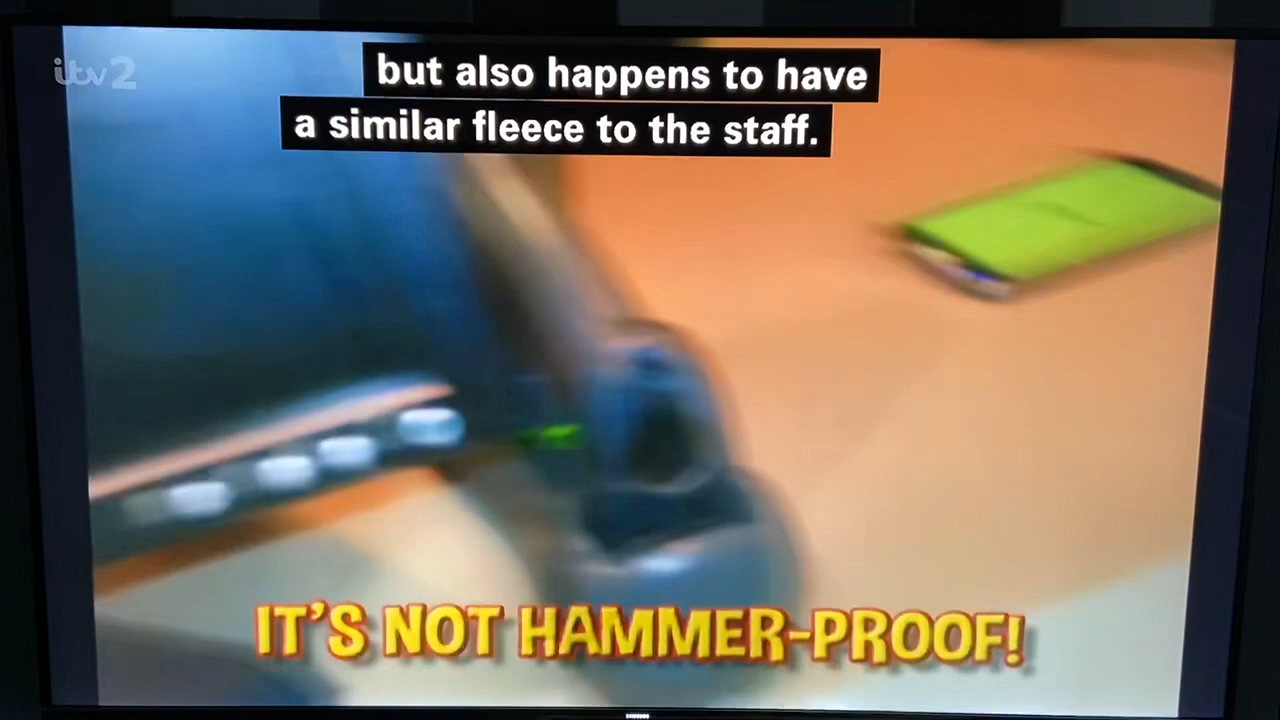 itv2
but also happens to have
a similar fleece to the staff.
IT'S NOT HAMMER-PROOF!